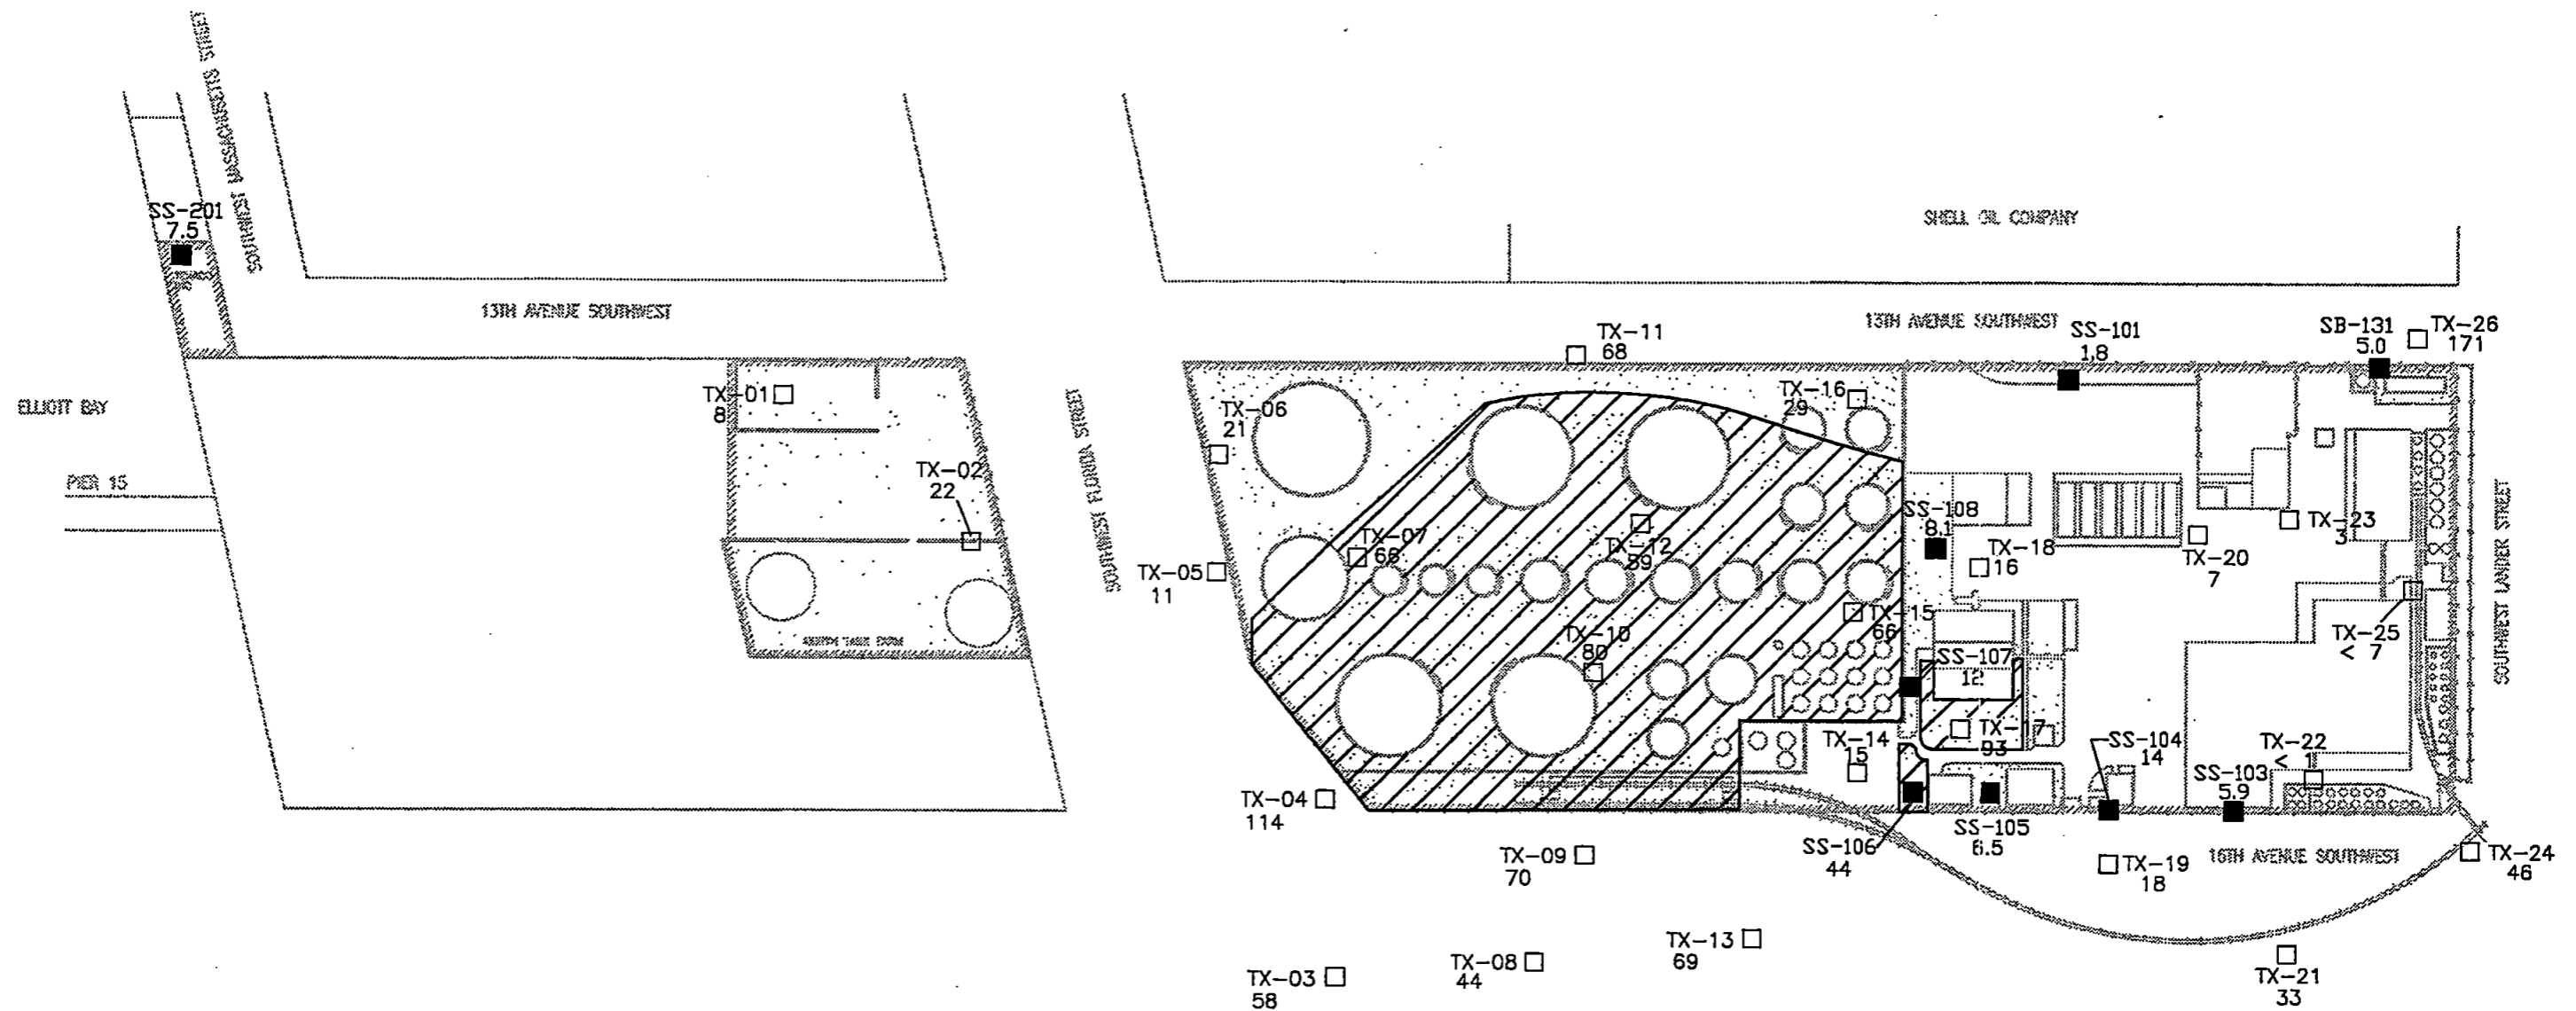 SOUTHWEST MASSACHUSETTS STREET
SS-201
7.5
SHELL OIL COMPANY
13TH AVENUE SOUTHWEST
13TH AVENUE SOUTHWEST
SS-101
1.8
SB-131
5.0
TX-26
171
TX-11
68
ELLIOTT BAY
PIER 15
TX-01
8
TX-02
22
NORTH TANK FARM
SOUTHWEST FLORIDA STREET
TX-06
21
TX-16
29
TX-07
66
TX-12
59
TX-05
11
SS-108
8.1
TX-18
16
TX-20
7
TX-23
3
SOUTHWEST LANDER STREET
TX-15
66
TX-10
80
TX-25
< 7
SS-107
12
TX-17
93
TX-14
15
SS-104
14
TX-22
< 1
SS-103
5.9
TX-04
114
SS-105
6.5
SS-106
44
TX-09
70
16TH AVENUE SOUTHWEST
TX-19
18
TX-24
46
TX-13
69
TX-08
44
TX-03
58
TX-21
33